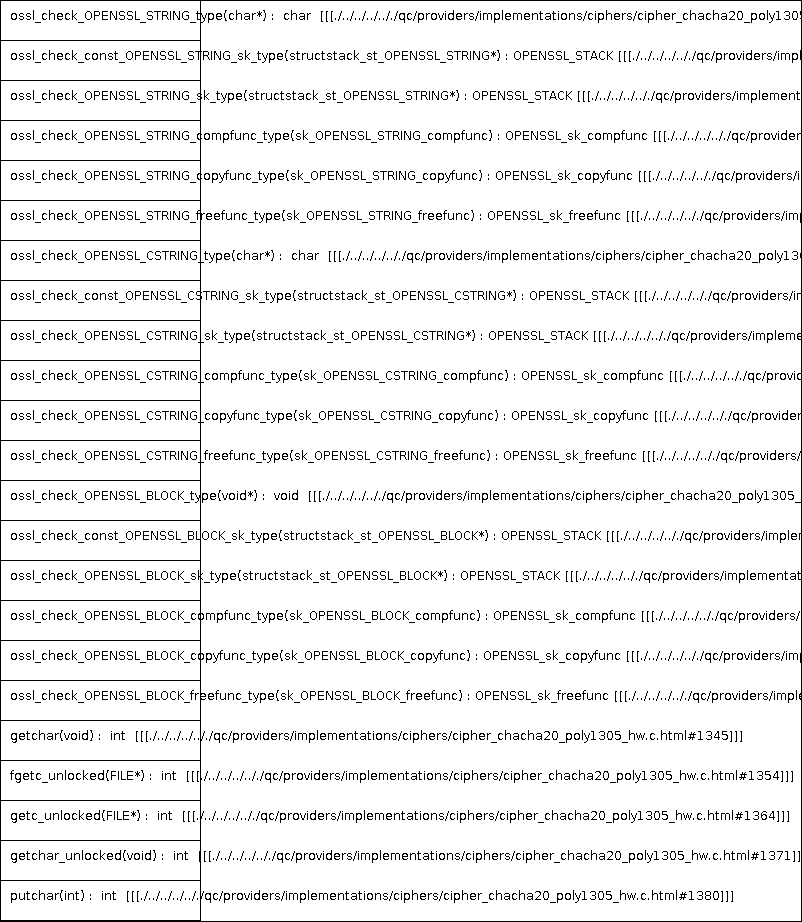 ossl_check_OPENSSL_STRING_type(char*) : char [[[./../../../../qc/providers/implementations/ciphers/cipher_chacha20_poly1305
ossl_check_const_OPENSSL_STRING_sk_type(structstack_st_OPENSSL_STRING*) : OPENSSL_STACK [[[./../../../../qc/providers/impl
ossl_check_OPENSSL_STRING_sk_type(structstack_st_OPENSSL_STRING*) : OPENSSL_STACK [[[./../../../../qc/providers/implement
ossl_check_OPENSSL_STRING_compfunc_type(sk_OPENSSL_STRING_compfunc) : OPENSSL_sk_compfunc [[[./../../../../qc/provider
ossl_check_OPENSSL_STRING_copyfunc_type(sk_OPENSSL_STRING_copyfunc) : OPENSSL_sk_copyfunc [[[./../../../../qc/providers/i
ossl_check_OPENSSL_STRING_freefunc_type(sk_OPENSSL_STRING_freefunc) : OPENSSL_sk_freefunc [[[./../../../../qc/providers/im
ossl_check_OPENSSL_CSTRING_type(char*) : char [[[./../../../../qc/providers/implementations/ciphers/cipher_chacha20_poly130
ossl_check_const_OPENSSL_CSTRING_sk_type(structstack_st_OPENSSL_CSTRING*) : OPENSSL_STACK [[[./../../../../qc/providers/i
ossl_check_OPENSSL_CSTRING_sk_type(structstack_st_OPENSSL_CSTRING*) : OPENSSL_STACK [[[./../../../../qc/providers/impleme
ossl_check_OPENSSL_CSTRING_compfunc_type(sk_OPENSSL_CSTRING_compfunc) : OPENSSL_sk_compfunc [[[./../../../../qc/provid
ossl_check_OPENSSL_CSTRING_copyfunc_type(sk_OPENSSL_CSTRING_copyfunc) : OPENSSL_sk_copyfunc [[[./../../../../qc/provider
ossl_check_OPENSSL_CSTRING_freefunc_type(sk_OPENSSL_CSTRING_freefunc) : OPENSSL_sk_freefunc [[[./../../../../qc/providers/
ossl_check_OPENSSL_BLOCK_type(void*) : void [[[./../../../../qc/providers/implementations/ciphers/cipher_chacha20_poly1305_
ossl_check_const_OPENSSL_BLOCK_sk_type(structstack_st_OPENSSL_BLOCK*) : OPENSSL_STACK [[[./../../../../qc/providers/imple
ossl_check_OPENSSL_BLOCK_sk_type(structstack_st_OPENSSL_BLOCK*) : OPENSSL_STACK [[[./../../../../qc/providers/implementat
ossl_check_OPENSSL_BLOCK_compfunc_type(sk_OPENSSL_BLOCK_compfunc) : OPENSSL_sk_compfunc [[[./../../../../qc/providers/
ossl_check_OPENSSL_BLOCK_copyfunc_type(sk_OPENSSL_BLOCK_copyfunc) : OPENSSL_sk_copyfunc [[[./../../../../qc/providers/im
ossl_check_OPENSSL_BLOCK_freefunc_type(sk_OPENSSL_BLOCK_freefunc) : OPENSSL_sk_freefunc [[[./../../../../qc/providers/imple
getchar(void) : int [[[./../../../../qc/providers/implementations/ciphers/cipher_chacha20_poly1305_hw.c.html#1345]]]
fgetc_unlocked(FILE*) : int [[[./../../../../qc/providers/implementations/ciphers/cipher_chacha20_poly1305_hw.c.html#1354]]]
getc_unlocked(FILE*) : int [[[./../../../../qc/providers/implementations/ciphers/cipher_chacha20_poly1305_hw.c.html#1364]]]
getchar_unlocked(void) : int [[[./../../../../qc/providers/implementations/ciphers/cipher_chacha20_poly1305_hw.c.html#1371]]]
putchar(int) : int [[[./../../../../qc/providers/implementations/ciphers/cipher_chacha20_poly1305_hw.c.html#1380]]]